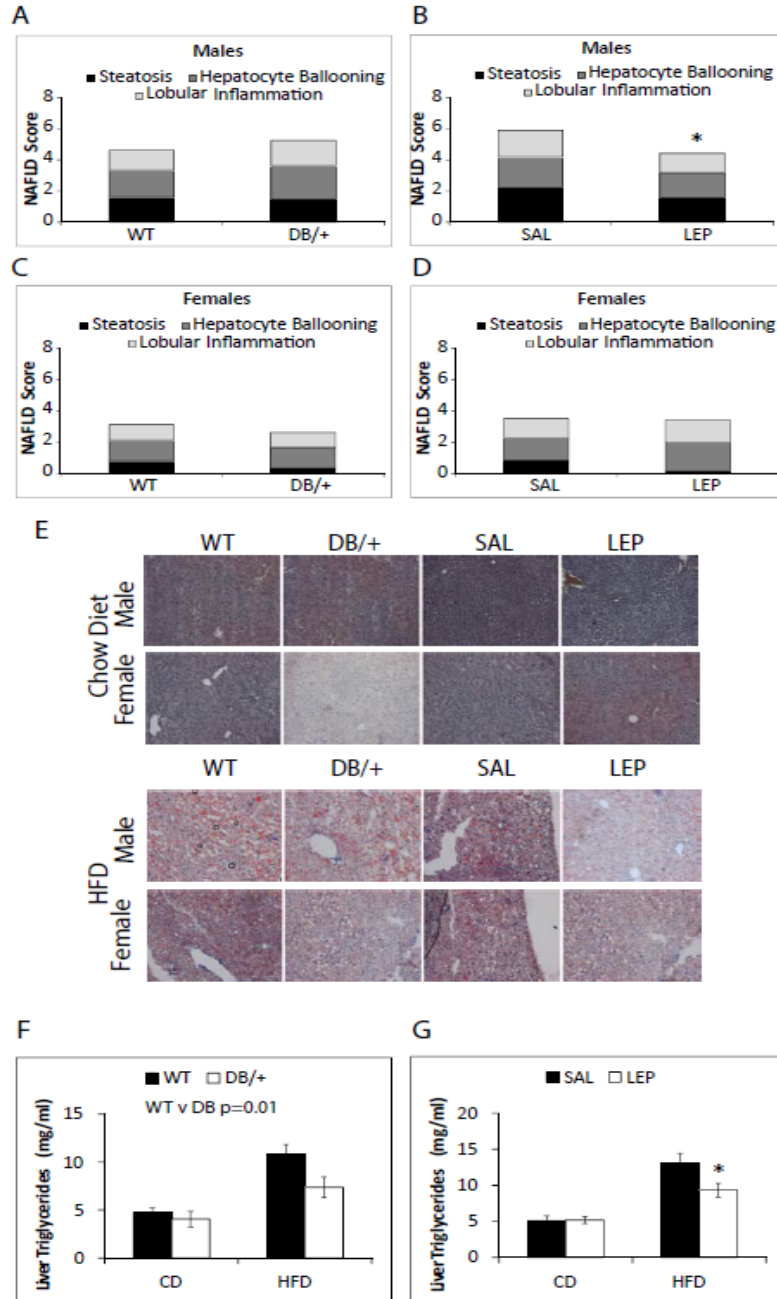 A
Males
Steatosis Hepatocyte Ballooning
Lobular Inflammation
NAFLD Score
8
6
4
2
0
WT DB/+
B
Males
Steatosis Hepatocyte Ballooning
Lobular Inflammation
NAFLD Score
8
6
4
2
0
*
SAL LEP
C
Females
Steatosis Hepatocyte Ballooning
Lobular Inflammation
NAFLD Score
8
6
4
2
0
WT DB/+
D
Females
Steatosis Hepatocyte Ballooning
Lobular Inflammation
NAFLD Score
8
6
4
2
0
SAL LEP
E
WT DB/+ SAL LEP
Chow Diet
Male
Female
WT DB/+ SAL LEP
HFD
Male
Female
F
WT DB/+
WT v DB p=0.01
Liver Triglycerides (mg/ml)
15
10
5
0
CD HFD
G
SAL LEP
Liver Triglycerides (mg/ml)
20
15
10
5
0
*
CD HFD